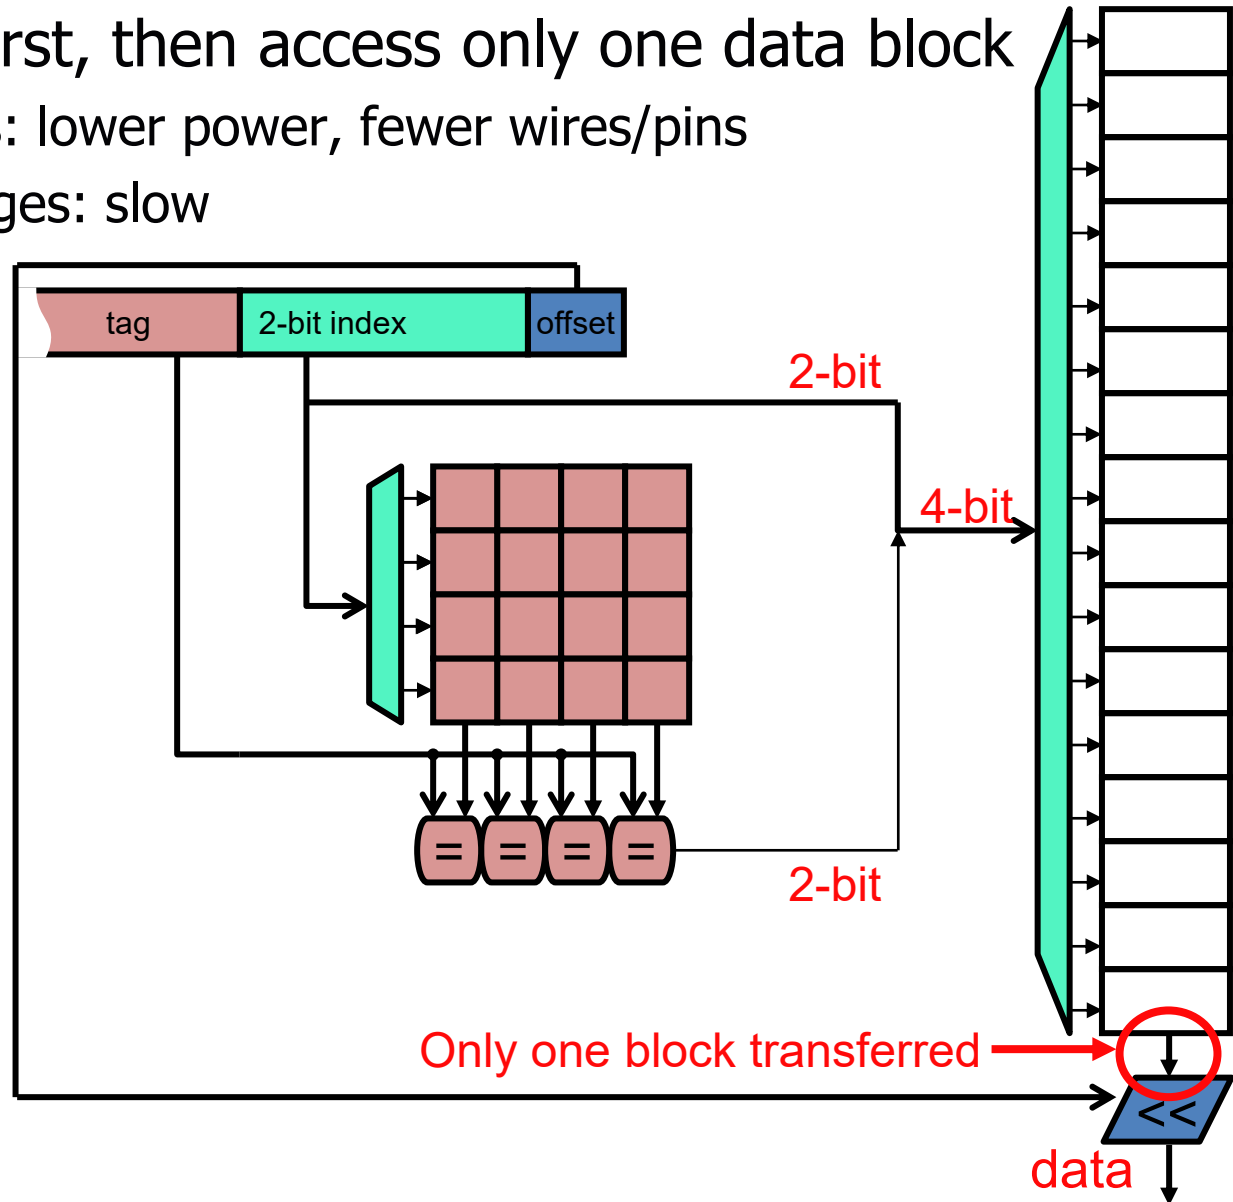 rst, then access only one data block
s: lower power, fewer wires/pins
ges: slow
tag 2-bit index offset
2-bit
4-bit
= = = =
2-bit
Only one block transferred
<<
data